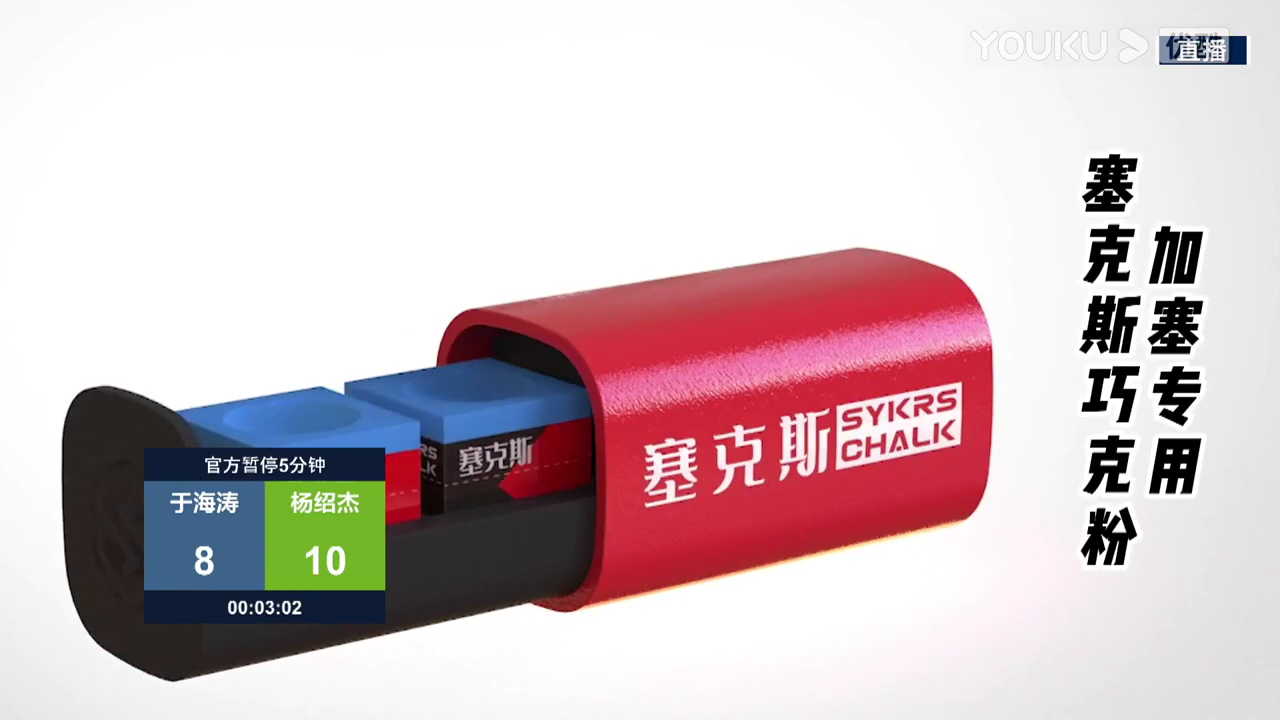 YOUKU
直播
塞克斯巧克粉
加塞专用
塞克斯
SYKRS
CHALK
塞克斯
RS
LK
官方暂停5分钟
于海涛
杨绍杰
8
10
00:03:02